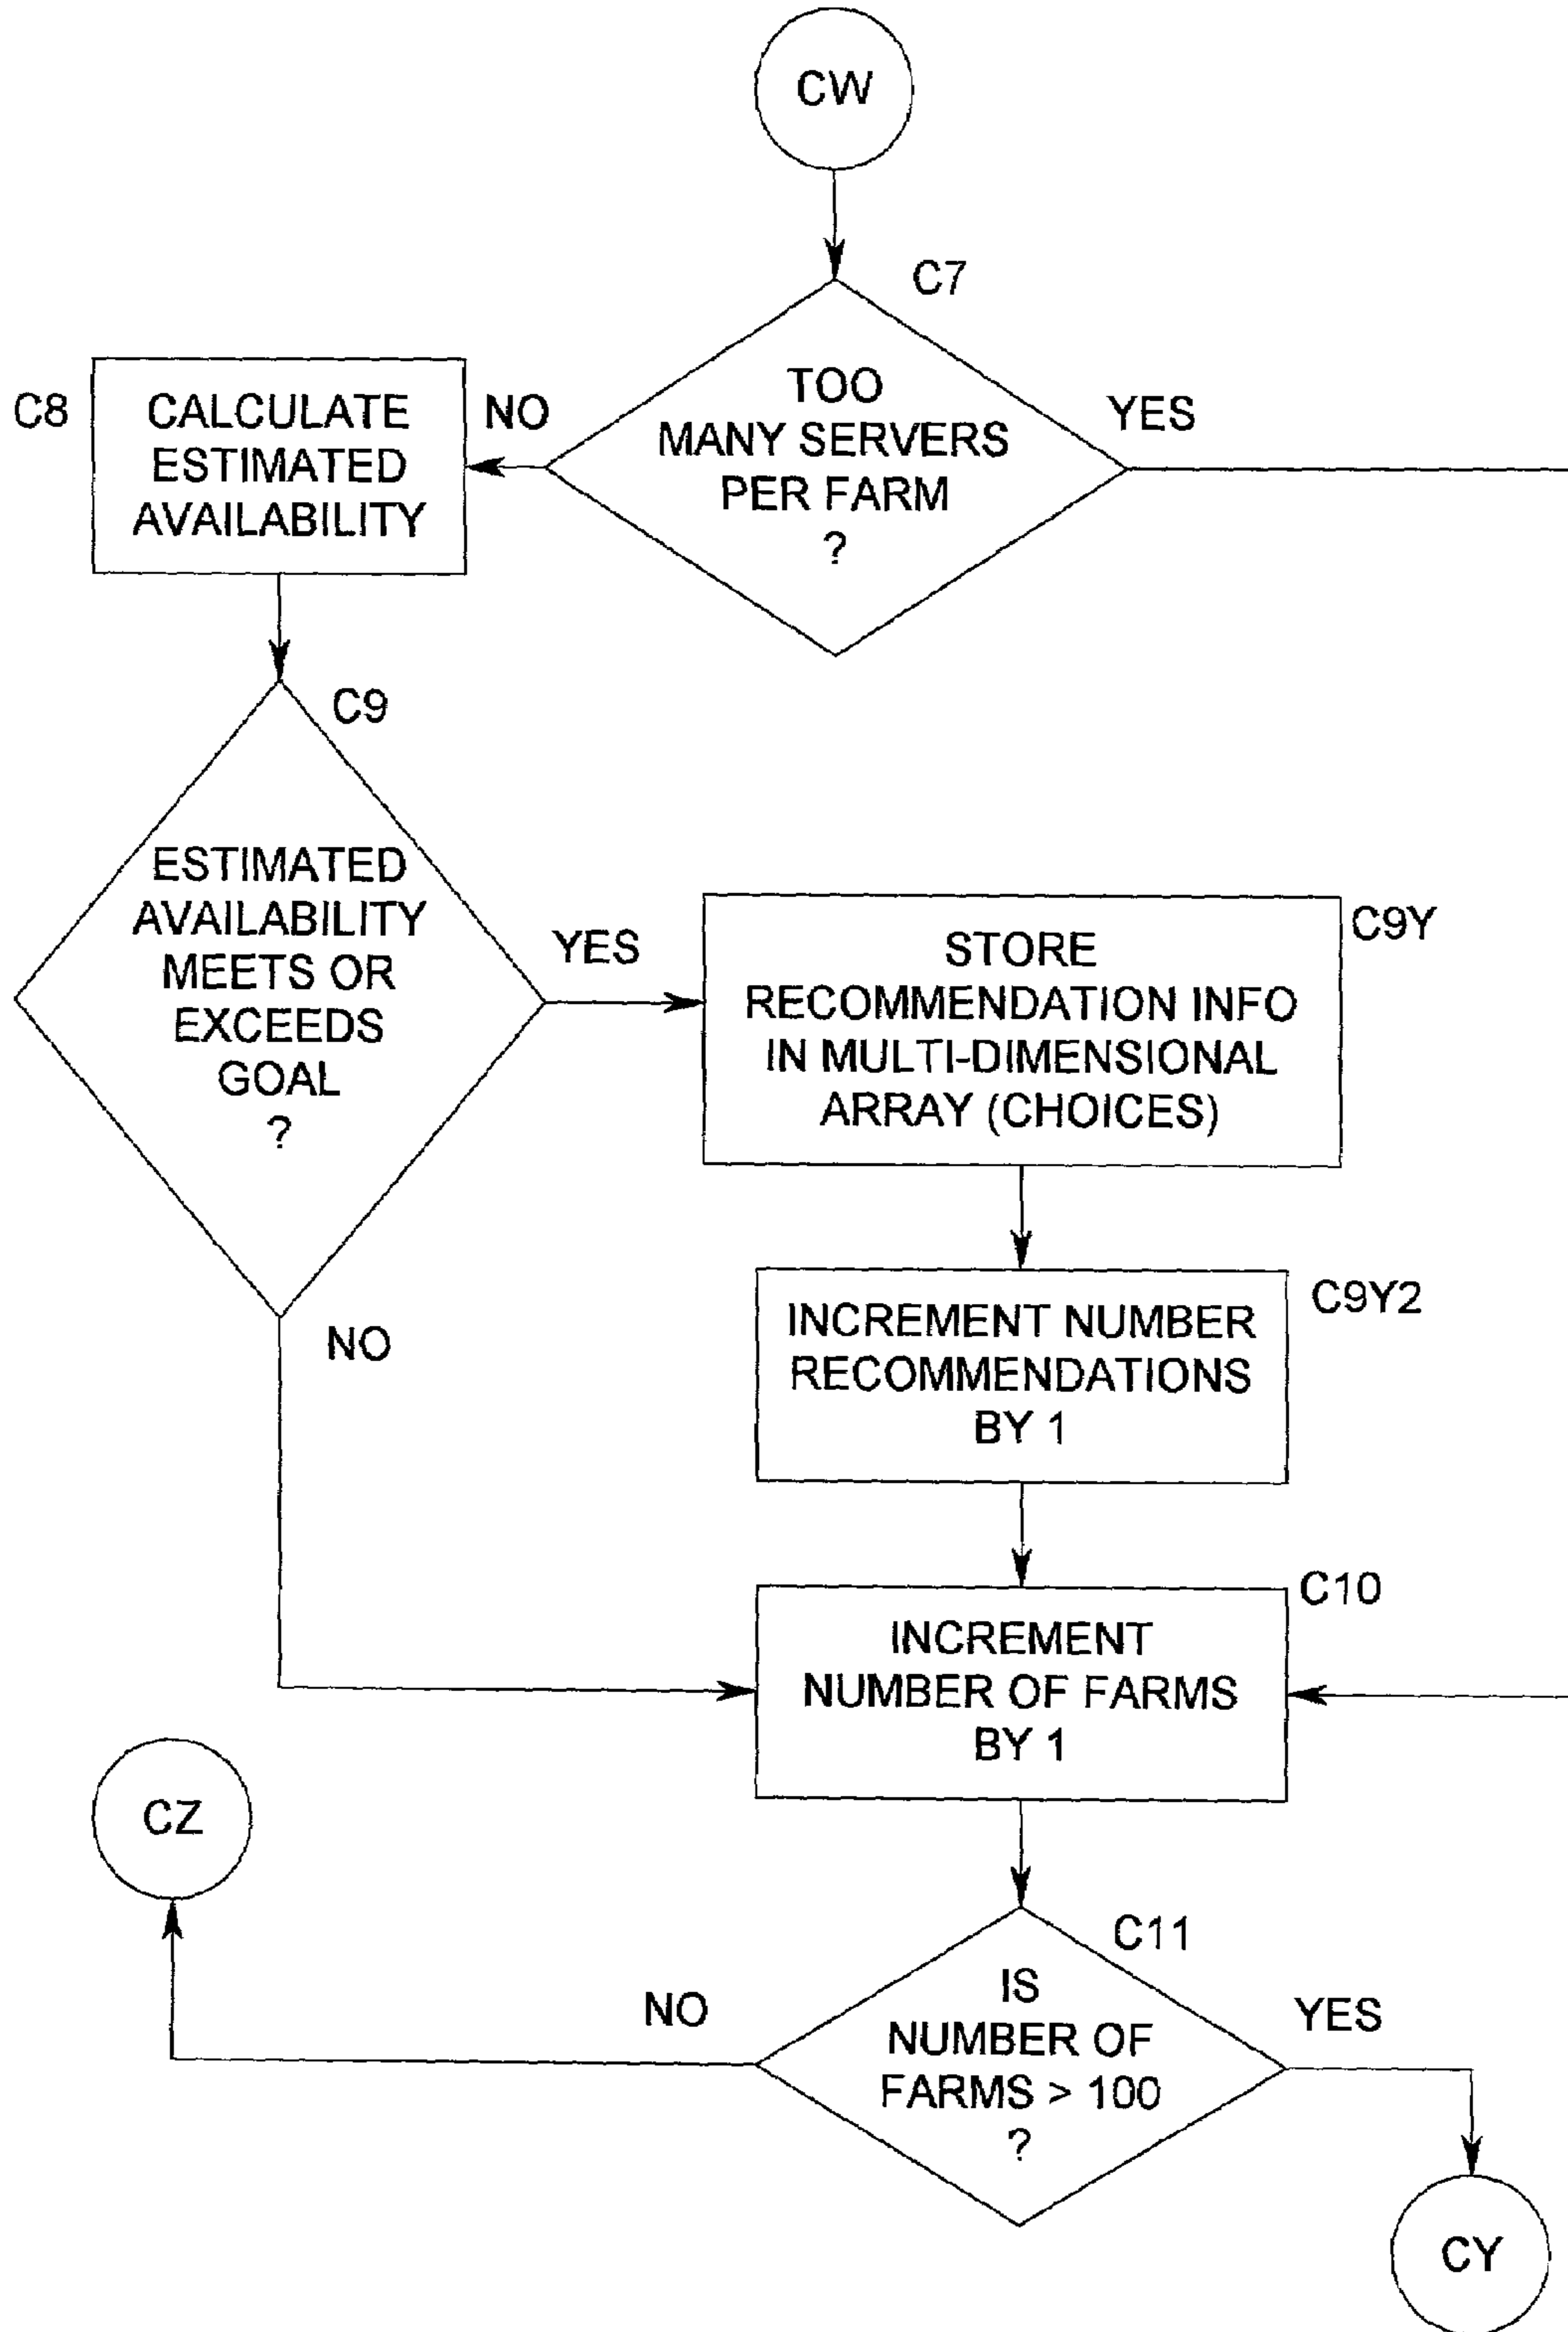 CW
C7
TOO
MANY SERVERS
PER FARM
?
YES
NO
C8
CALCULATE
ESTIMATED
AVAILABILITY
C9
ESTIMATED
AVAILABILITY
MEETS OR
EXCEEDS
GOAL
?
YES
NO
C9Y
STORE
RECOMMENDATION INFO
IN MULTI-DIMENSIONAL
ARRAY (CHOICES)
C9Y2
INCREMENT NUMBER
RECOMMENDATIONS
BY 1
C10
INCREMENT
NUMBER OF FARMS
BY 1
CZ
C11
IS
NUMBER OF
FARMS > 100
?
NO
YES
CY